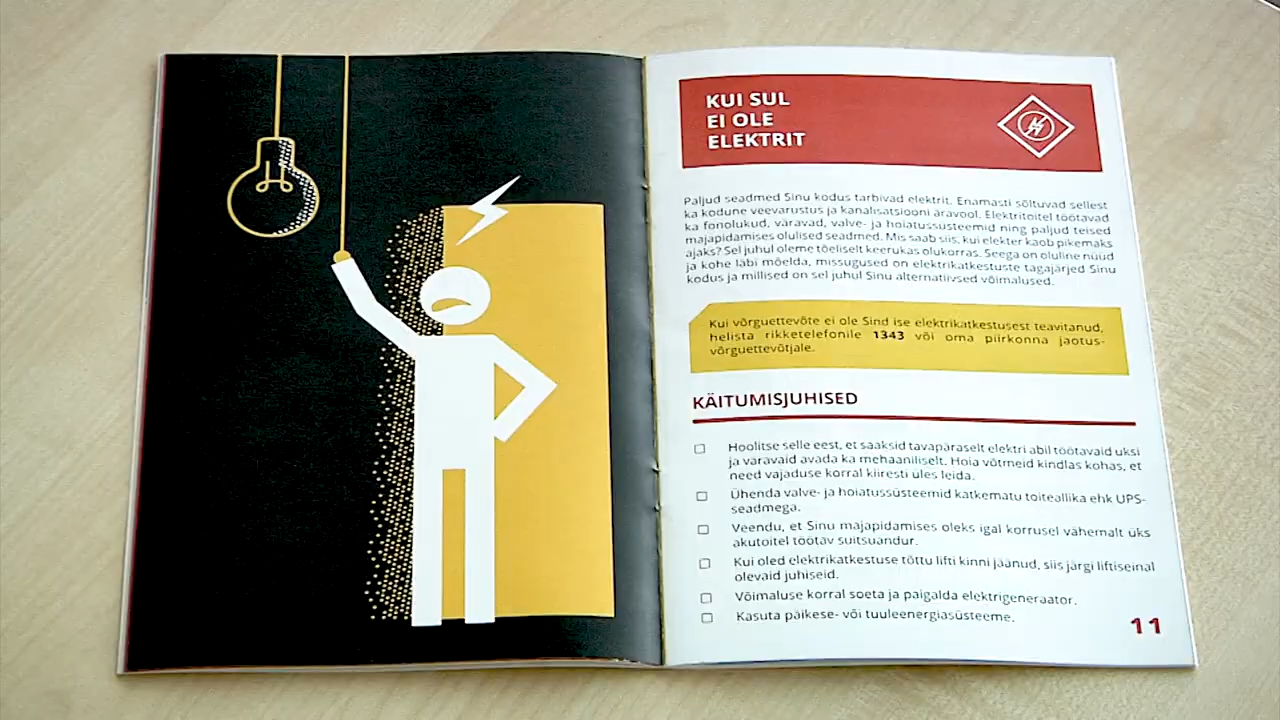 KUI SUL
EI OLE
ELEKTRIT
Paljud seadmed Sinu kodus tarbivad elektrit. Enamasti sõltuvad sellest
ka kodune veevarustus ja kanalisatsiooni äravool. Elektritoitel töötavad
ka fonolukud, väravad, valve- ja hoiatussüsteemid ning paljud teised
majapidamises olulised seadmed. Mis saab siis, kui elekter kaob pikemaks
ajaks? Sel juhul oleme tõeliselt keerukas olukorras. Seega on oluline nüüd
ja kohe läbi mõelda, missugused on elektrikatkestuste tagajärjed Sinu
kodus ja millised on sel juhul Sinu alternatiivsed võimalused.
Kui võrguettevõte ei ole Sind ise elektrikatkestusest teavitanud,
helista rikketelefonile 1343 või oma piirkonna jaotus-
võrguettevõtjale.
KÄITUMISJUHISED
Hoolitse selle eest, et saaksid tavapäraselt elektri abil töötavaid uksi
ja väravaid avada ka mehaaniliselt. Hoia võtmeid kindlas kohas, et
need vajaduse korral kiiresti üles leida.
Ühenda valve- ja hoiatussüsteemid katkematu toiteallika ehk UPS-
seadmega.
Veendu, et Sinu majapidamises oleks igal korrusel vähemalt üks
akutoitel töötav suitsuandur.
Kui oled elektrikatkestuse tõttu lifti kinni jäänud, siis järgi liftiseinal
olevaid juhiseid.
Võimaluse korral soeta ja paigalda elektrigeneraator.
Kasuta päikese- või tuuleenergiasüsteeme.
11